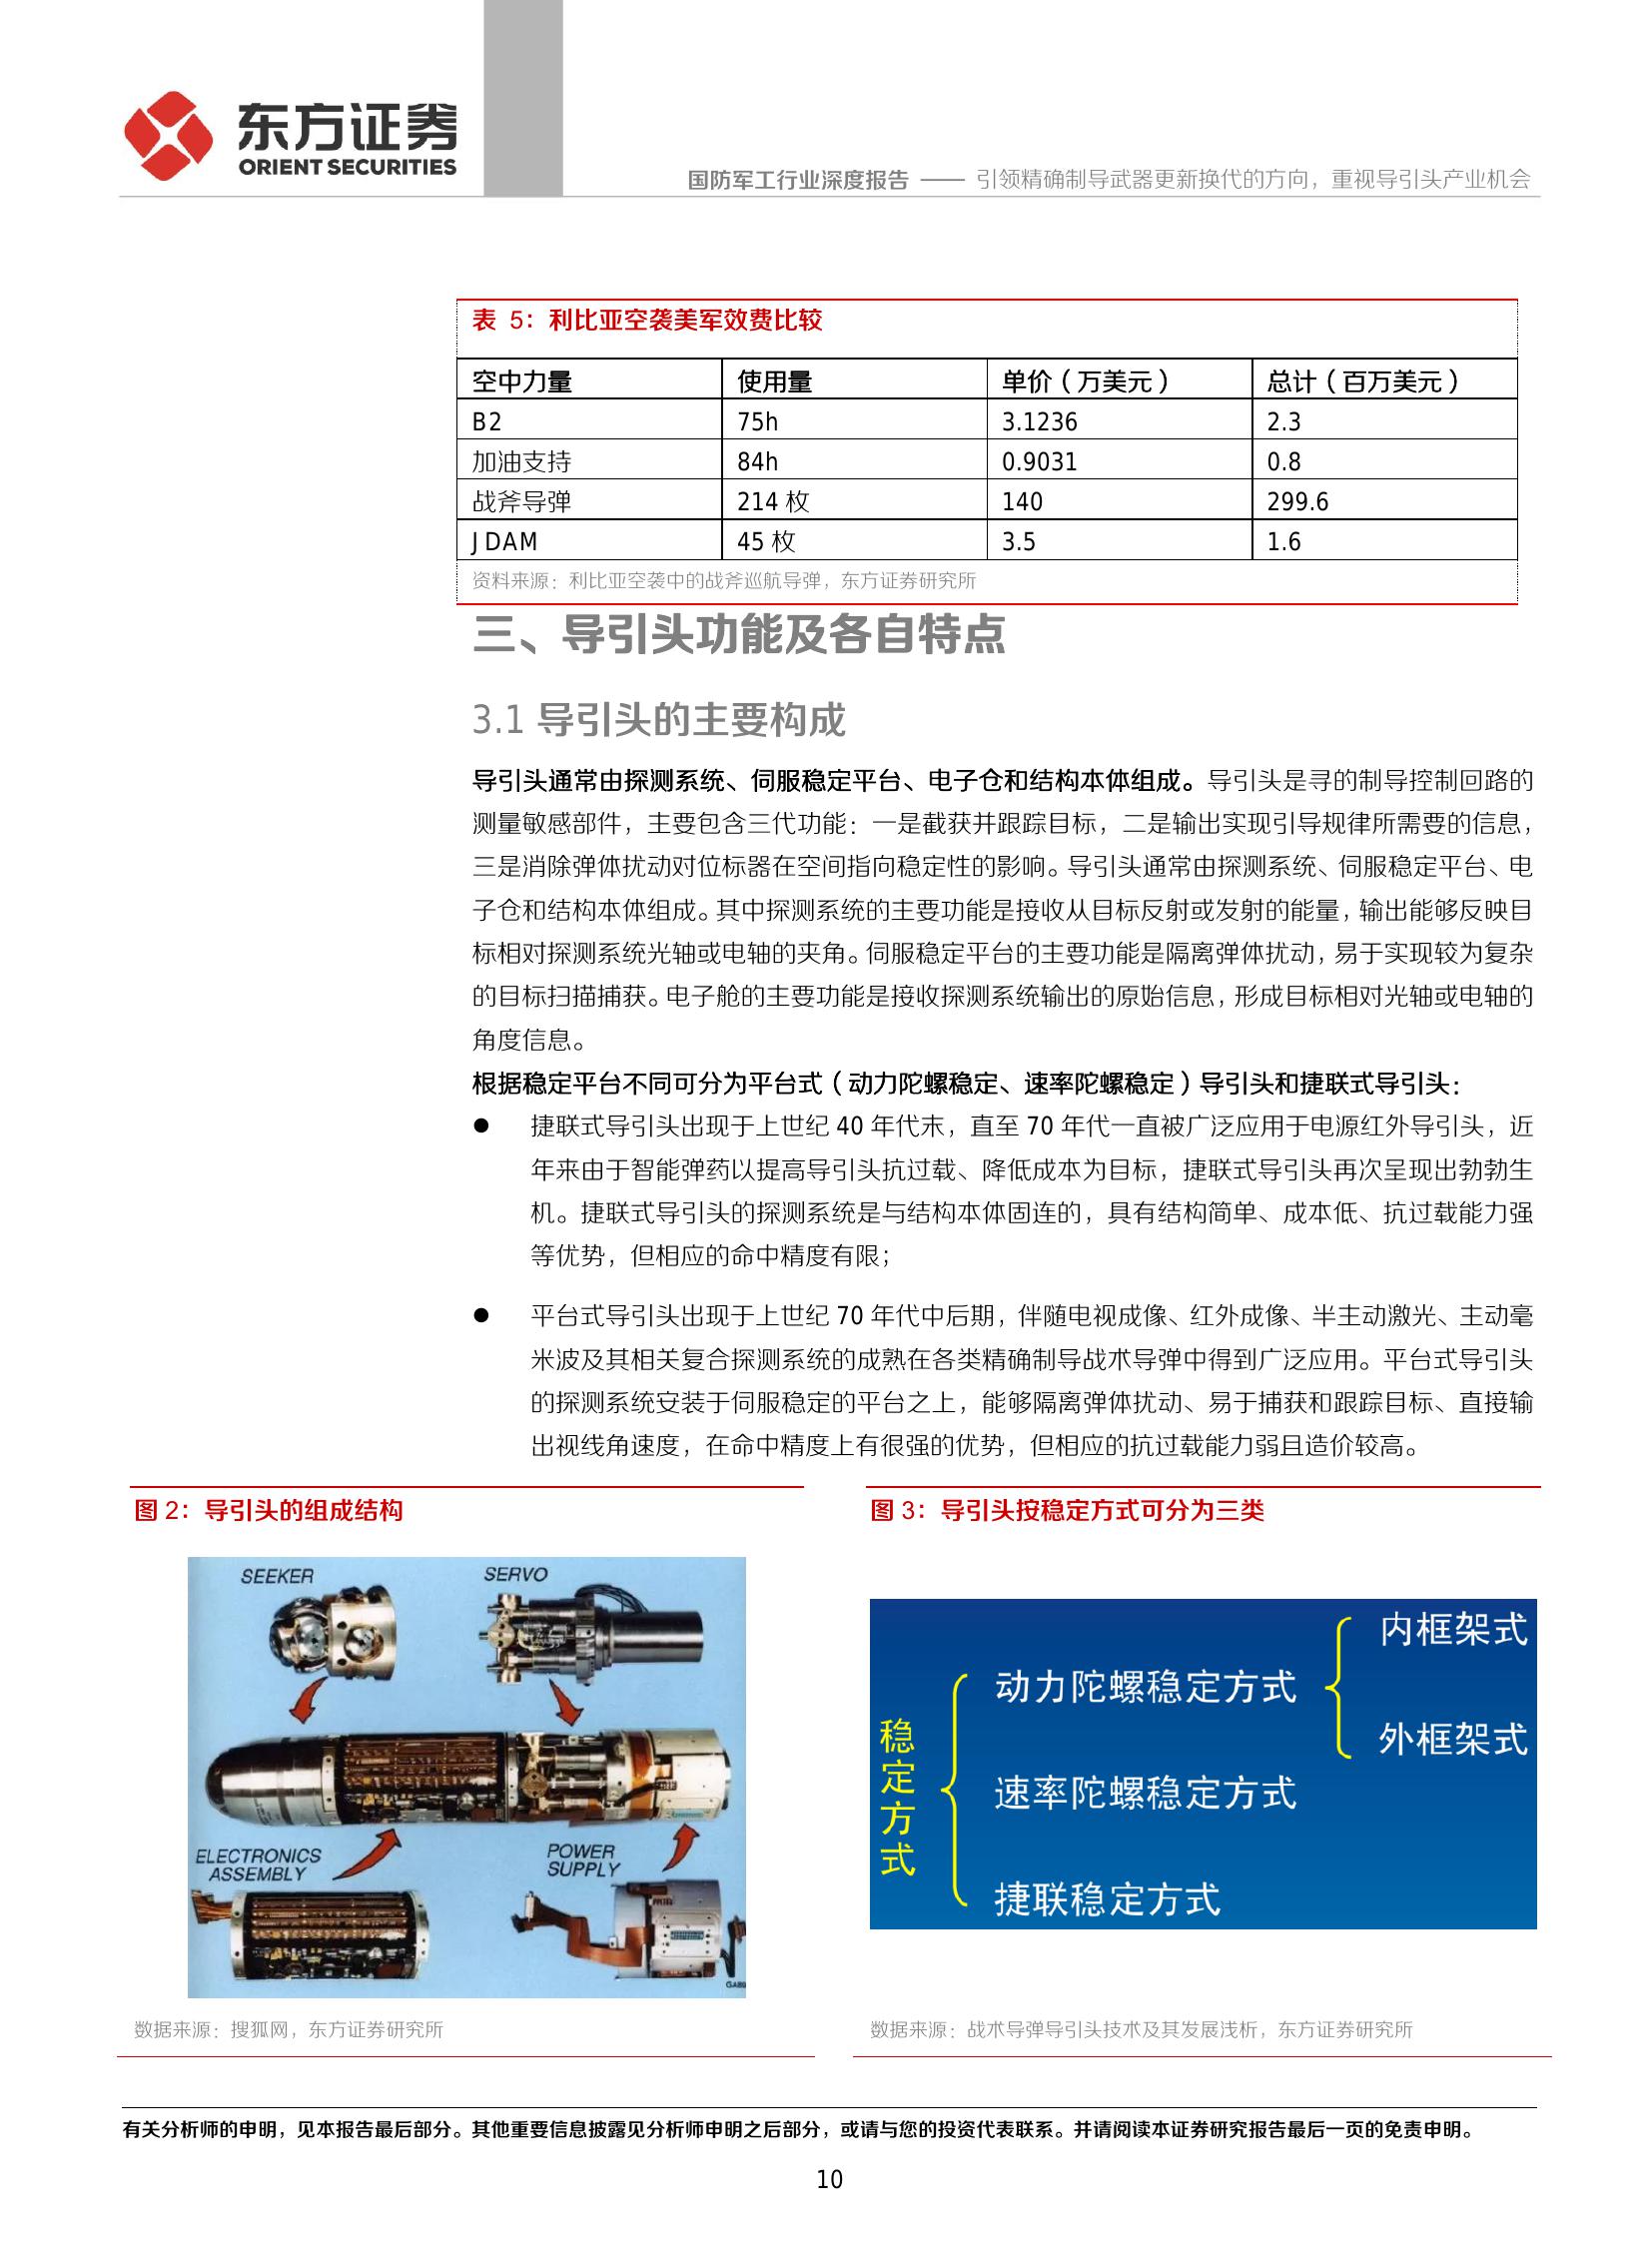 东方证券
ORIENT SECURITIES
国防军工行业深度报告 —— 引领精确制导武器更新换代的方向，重视导引头产业机会
表 5：利比亚空袭美军效费比较
空中力量 使用量 单价（万美元） 总计（百万美元）
B2 75h 3.1236 2.3
加油支持 84h 0.9031 0.8
战斧导弹 214 枚 140 299.6
JDAM 45 枚 3.5 1.6
资料来源：利比亚空袭中的战斧巡航导弹，东方证券研究所
三、导引头功能及各自特点
3.1 导引头的主要构成
导引头通常由探测系统、伺服稳定平台、电子仓和结构本体组成。导引头是寻的制导控制回路的
测量敏感部件，主要包含三代功能：一是截获并跟踪目标，二是输出实现引导规律所需要的信息，
三是消除弹体扰动对位标器在空间指向稳定性的影响。导引头通常由探测系统、伺服稳定平台、电
子仓和结构本体组成。其中探测系统的主要功能是接收从目标反射或发射的能量，输出能够反映目
标相对探测系统光轴或电轴的夹角。伺服稳定平台的主要功能是隔离弹体扰动，易于实现较为复杂
的目标扫描捕获。电子舱的主要功能是接收探测系统输出的原始信息，形成目标相对光轴或电轴的
角度信息。
根据稳定平台不同可分为平台式（动力陀螺稳定、速率陀螺稳定）导引头和捷联式导引头：
● 捷联式导引头出现于上世纪 40 年代末，直至 70 年代一直被广泛应用于电源红外导引头，近
年来由于智能弹药以提高导引头抗过载、降低成本为目标，捷联式导引头再次呈现出勃勃生
机。捷联式导引头的探测系统是与结构本体固连的，具有结构简单、成本低、抗过载能力强
等优势，但相应的命中精度有限；
● 平台式导引头出现于上世纪 70 年代中后期，伴随电视成像、红外成像、半主动激光、主动毫
米波及其相关复合探测系统的成熟在各类精确制导战术导弹中得到广泛应用。平台式导引头
的探测系统安装于伺服稳定的平台之上，能够隔离弹体扰动、易于捕获和跟踪目标、直接输
出视线角速度，在命中精度上有很强的优势，但相应的抗过载能力弱且造价较高。
图 2：导引头的组成结构
SEEKER
SERVO
ELECTRONICS
ASSEMBLY
POWER
SUPPLY
数据来源：搜狐网，东方证券研究所
图 3：导引头按稳定方式可分为三类
稳定方式
动力陀螺稳定方式
内框架式
外框架式
速率陀螺稳定方式
捷联稳定方式
数据来源：战术导弹导引头技术及其发展浅析，东方证券研究所
有关分析师的申明，见本报告最后部分。其他重要信息披露见分析师申明之后部分，或请与您的投资代表联系。并请阅读本证券研究报告最后一页的免责申明。
10